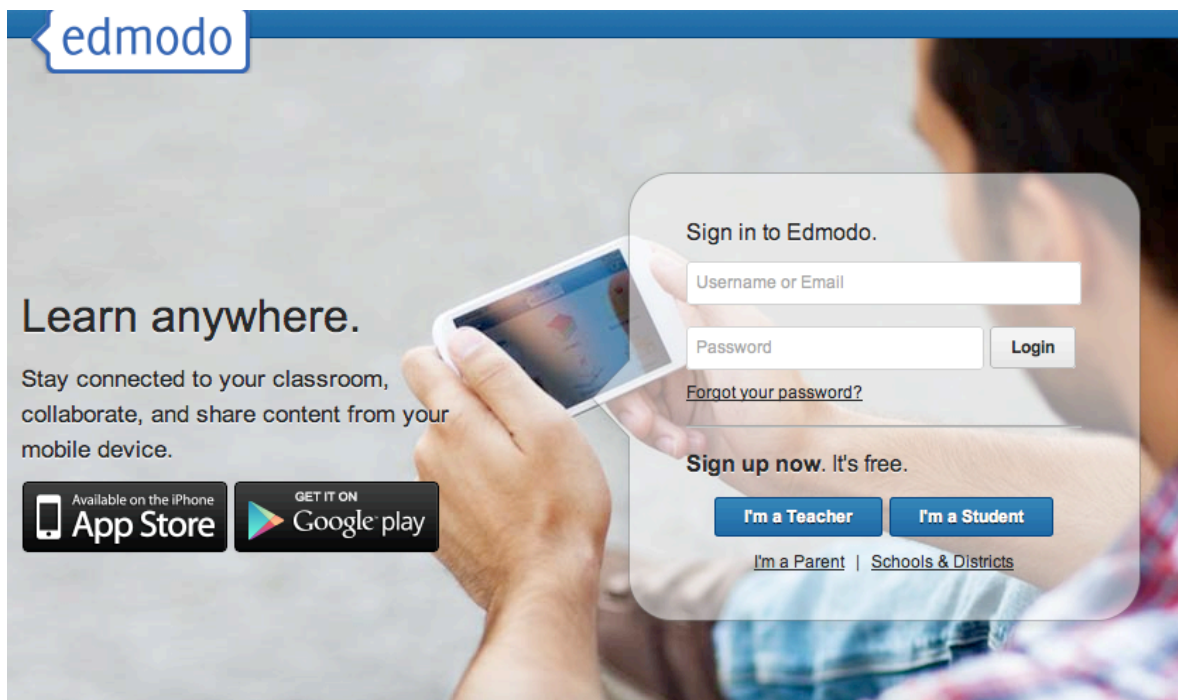 edmodo
Learn anywhere.
Stay connected to your classroom,
collaborate, and share content from your
mobile device.
Available on the iPhone
App Store
GET IT ON
Google play
Sign in to Edmodo.
Username or Email
Password
Login
Forgot your password?
Sign up now. It's free.
I'm a Teacher
I'm a Student
I'm a Parent | Schools & Districts